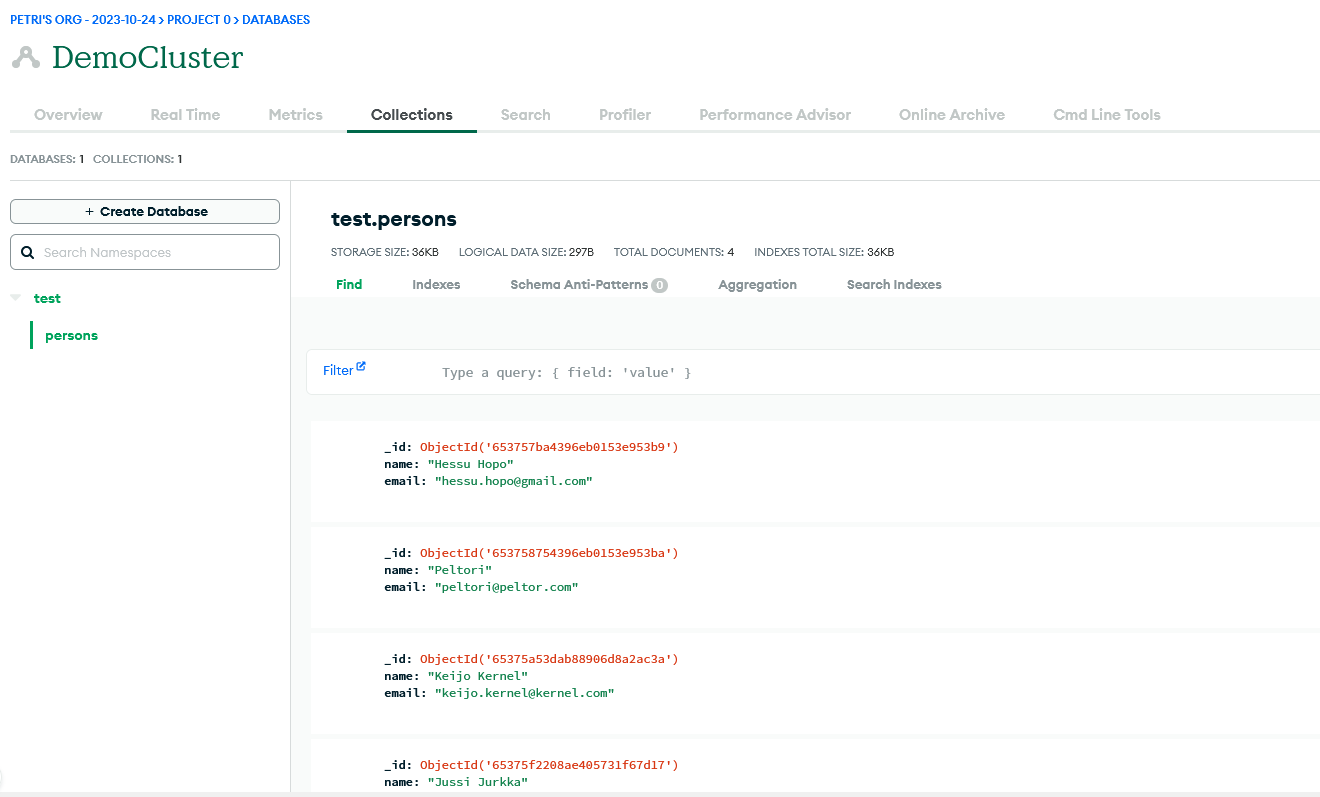 PETRI'S ORG - 2023-10-24 > PROJECT 0 > DATABASES
DemoCluster
Overview Real Time Metrics Collections Search Profiler Performance Advisor Online Archive Cmd Line Tools
DATABASES: 1 COLLECTIONS: 1
+ Create Database
Search Namespaces
test
persons
test.persons
STORAGE SIZE: 36KB LOGICAL DATA SIZE: 297B TOTAL DOCUMENTS: 4 INDEXES TOTAL SIZE: 36KB
Find Indexes Schema Anti-Patterns 0 Aggregation Search Indexes
Filter Type a query: { field: 'value' }
_id: ObjectId('653757ba4396eb0153e953b9')
name: "Hessu Hopo"
email: "hessu.hopo@gmail.com"
_id: ObjectId('653758754396eb0153e953ba')
name: "Peltori"
email: "peltori@peltor.com"
_id: ObjectId('65375a53dab88906d8a2ac3a')
name: "Keijo Kernel"
email: "keijo.kernel@kernel.com"
_id: ObjectId('65375f2208ae405731f67d17')
name: "Jussi Jurkka"